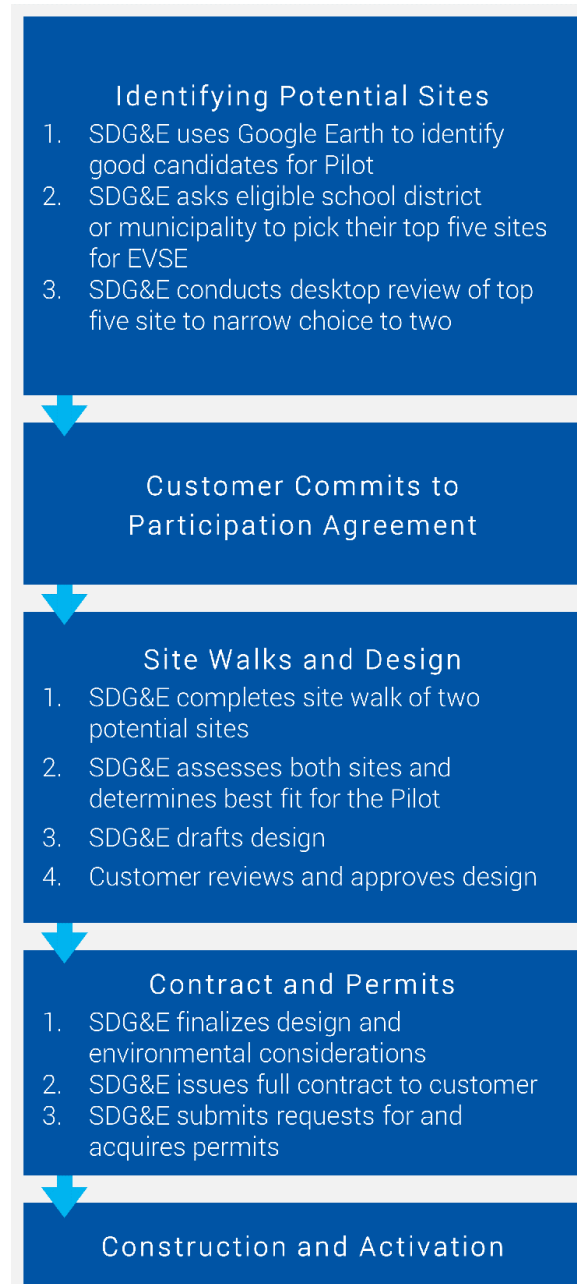 Identifying Potential Sites
1. SDG&E uses Google Earth to identify
good candidates for Pilot
2. SDG&E asks eligible school district
or municipality to pick their top five sites
for EVSE
3. SDG&E conducts desktop review of top
five site to narrow choice to two
Customer Commits to
Participation Agreement
Site Walks and Design
1. SDG&E completes site walk of two
potential sites
2. SDG&E assesses both sites and
determines best fit for the Pilot
3. SDG&E drafts design
4. Customer reviews and approves design
Contract and Permits
1. SDG&E finalizes design and
environmental considerations
2. SDG&E issues full contract to customer
3. SDG&E submits requests for and
acquires permits
Construction and Activation